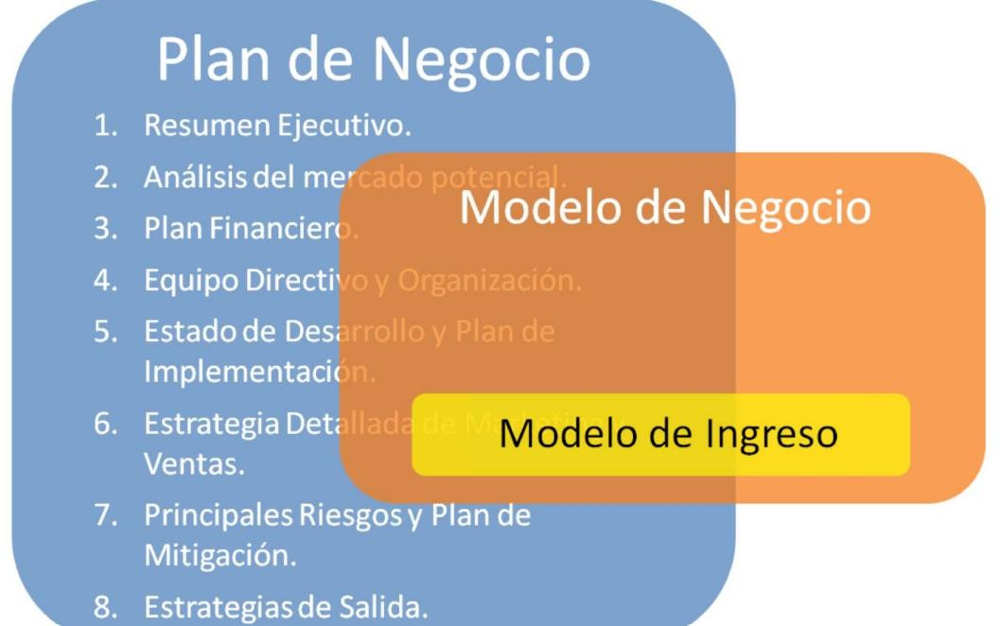 Plan de Negocio
1. Resumen Ejecutivo.
2. Análisis del mercado potencial.
3. Plan Financiero.
4. Equipo Directivo y Organización.
5. Estado de Desarrollo y Plan de
Implementación.
6. Estrategia Detallada de Marketing y
Ventas.
7. Principales Riesgos y Plan de
Mitigación.
8. Estrategias de Salida.
Modelo de Negocio
Modelo de Ingreso